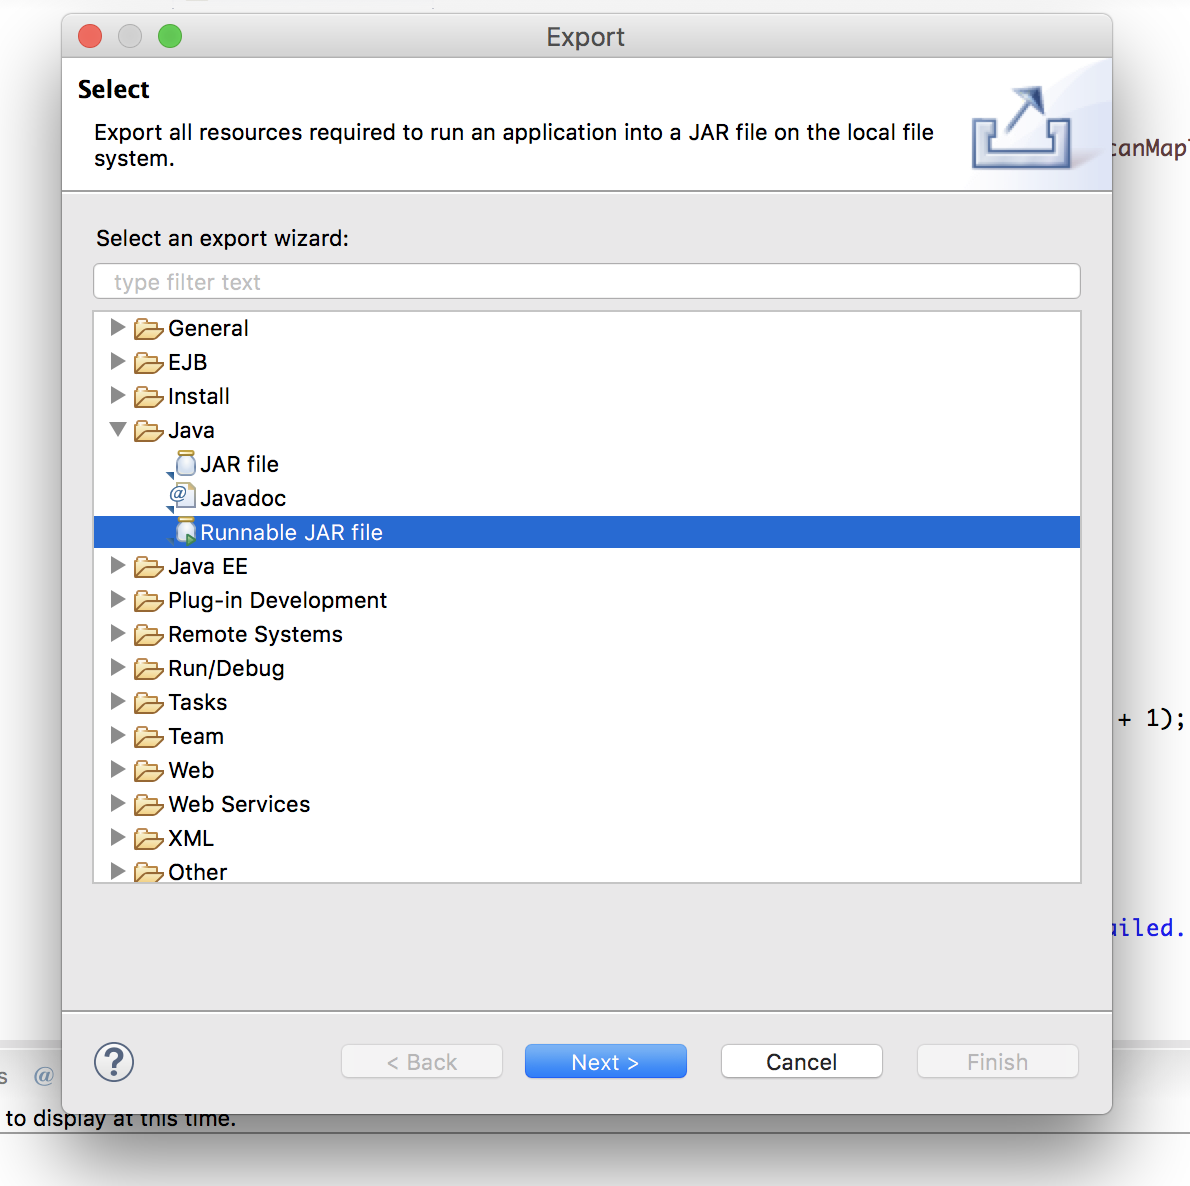 Export
Select
Export all resources required to run an application into a JAR file on the local file
system.
canMap
Select an export wizard:
type filter text
General
EJB
Install
Java
JAR file
@ Javadoc
Runnable JAR file
Java EE
Plug-in Development
Remote Systems
Run/Debug
Tasks
Team
+ 1);
Web
Web Services
XML
Other
ailed.
? < Back Next > Cancel Finish
s @
to display at this time.